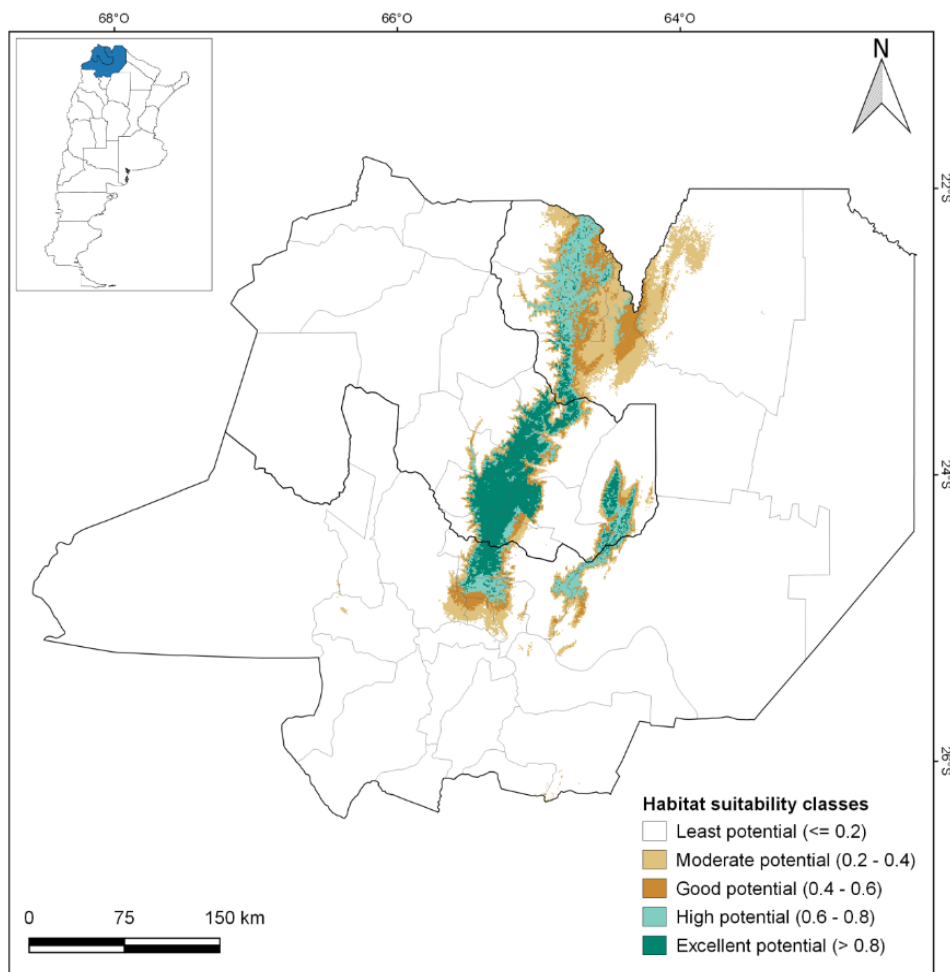 68°O
66°O
64°O
N
22°S
24°S
26°S
Habitat suitability classes
Least potential (<= 0.2)
Moderate potential (0.2 - 0.4)
Good potential (0.4 - 0.6)
High potential (0.6 - 0.8)
Excellent potential (> 0.8)
0 75 150 km